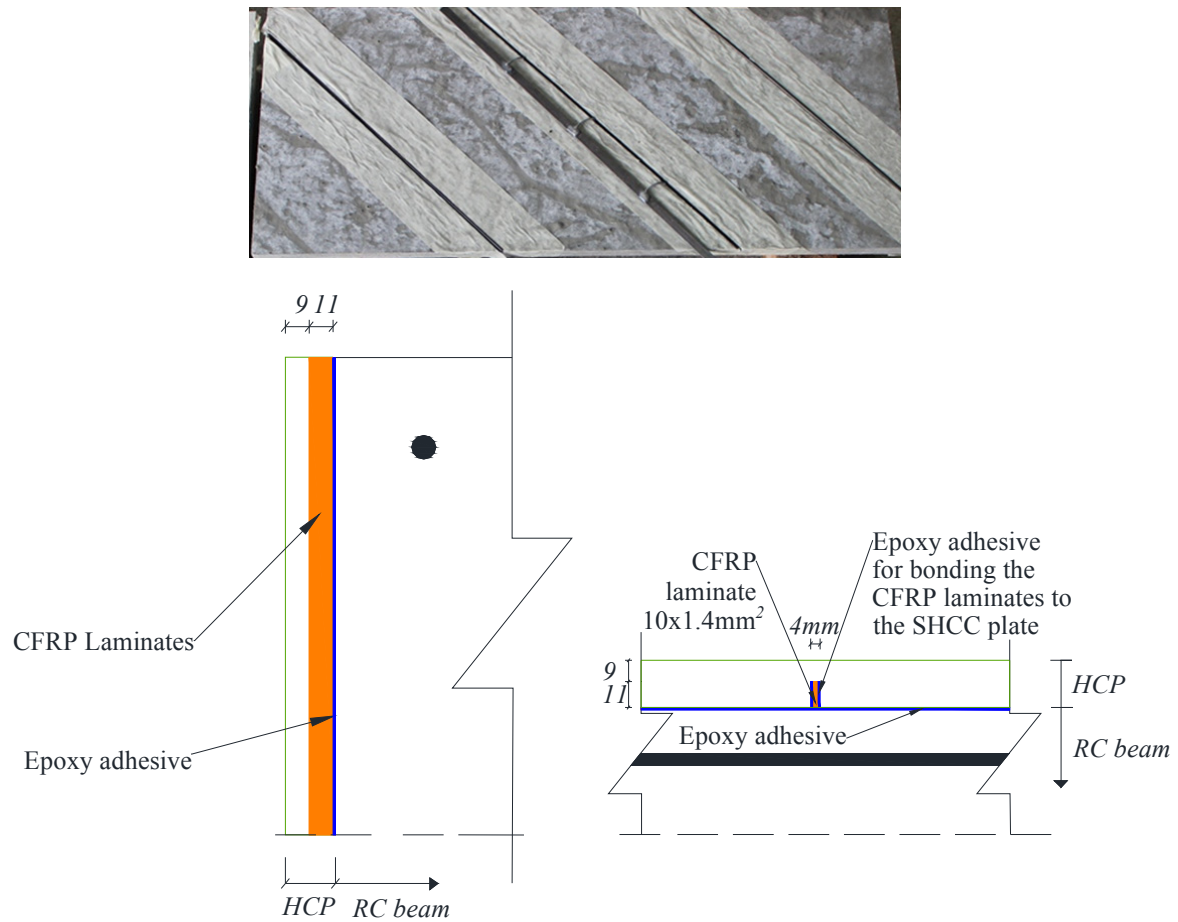 9 11
CFRP Laminates
Epoxy adhesive
HCP
RC beam
CFRP
laminate
10x1.4mm²
4mm
Epoxy adhesive
for bonding the
CFRP laminates to
the SHCC plate
9
11
Epoxy adhesive
HCP
RC beam